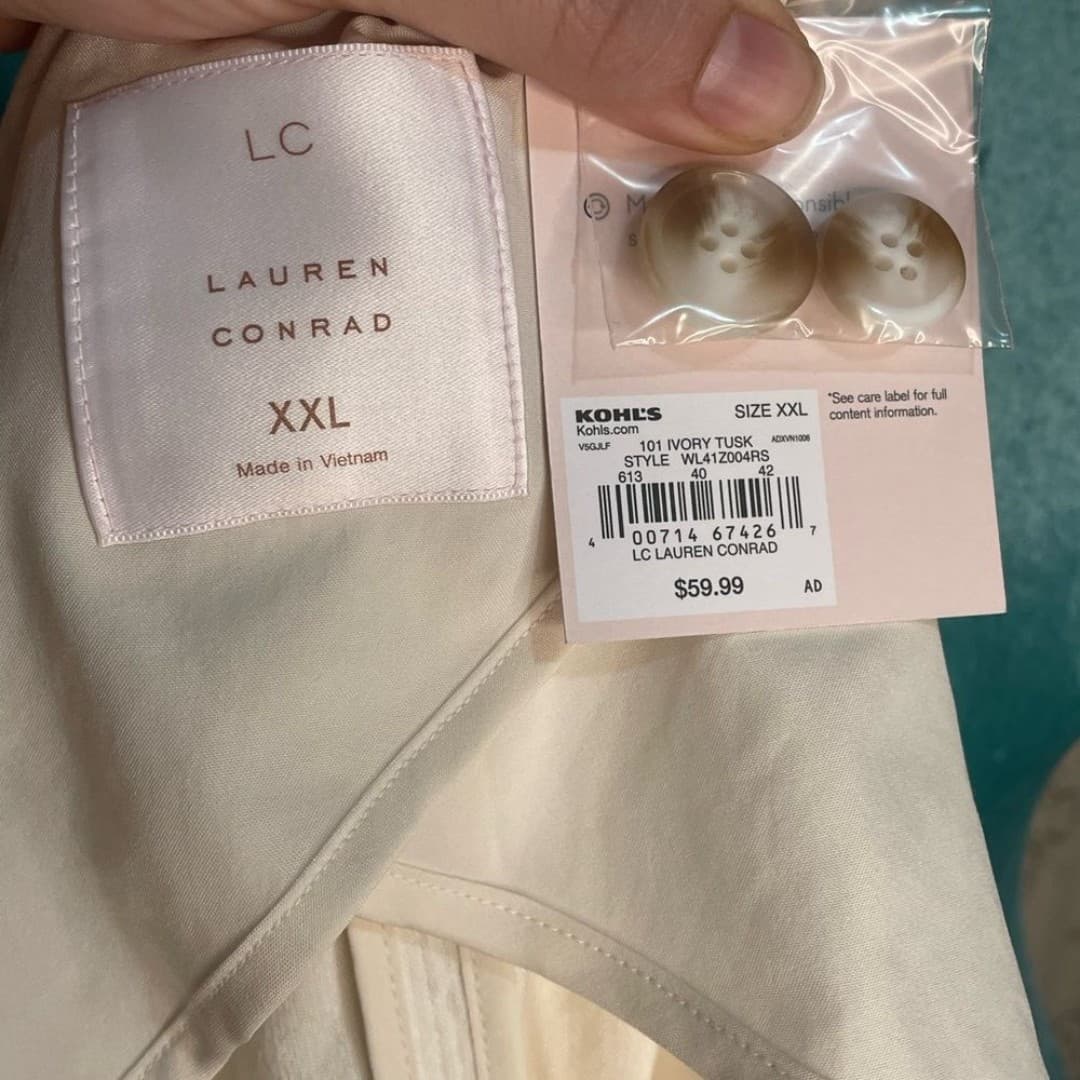 LC
LAUREN
CONRAD
XXL
Made in Vietnam
KOHL'S
SIZE XXL
Kohls.com
V5GJLF
101 IVORY TUSK
ADXVN1006
STYLE WL41Z004RS
613 40 42
4 00714 67426 7
LC LAUREN CONRAD
$59.99
AD
*See care label for full
content information.